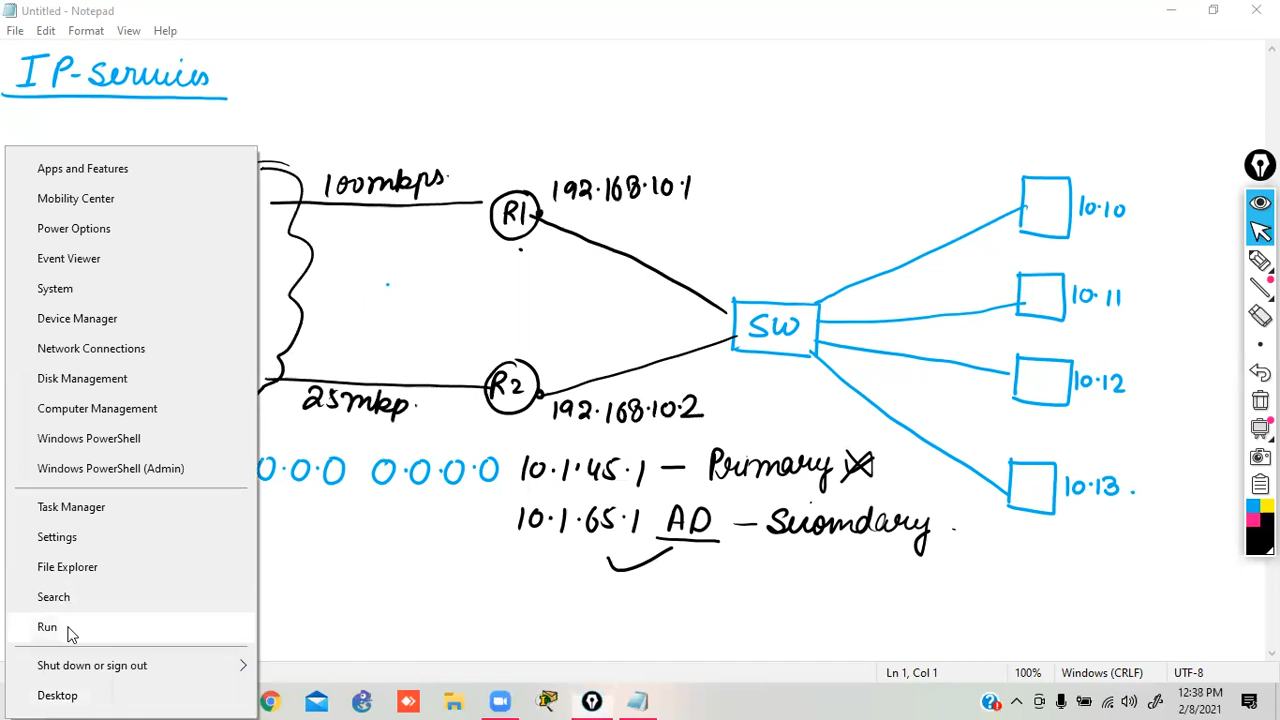 Untitled - Notepad
File Edit Format View Help
IP-services
Apps and Features
Mobility Center
Power Options
Event Viewer
System
Device Manager
Network Connections
Disk Management
Computer Management
Windows PowerShell
Windows PowerShell (Admin)
Task Manager
Settings
File Explorer
Search
Run
Shut down or sign out
Desktop
100mbps.
R1
192.168.10.1
25mbp.
R2
192.168.10.2
SW
10.10
10.11
10.12
10.13.
0.0.0 0.0.0.0 10.1.45.1 — Primary
10.1.65.1 AD — Secondary.
Ln 1, Col 1
100%
Windows (CRLF)
UTF-8
12:38 PM
2/8/2021